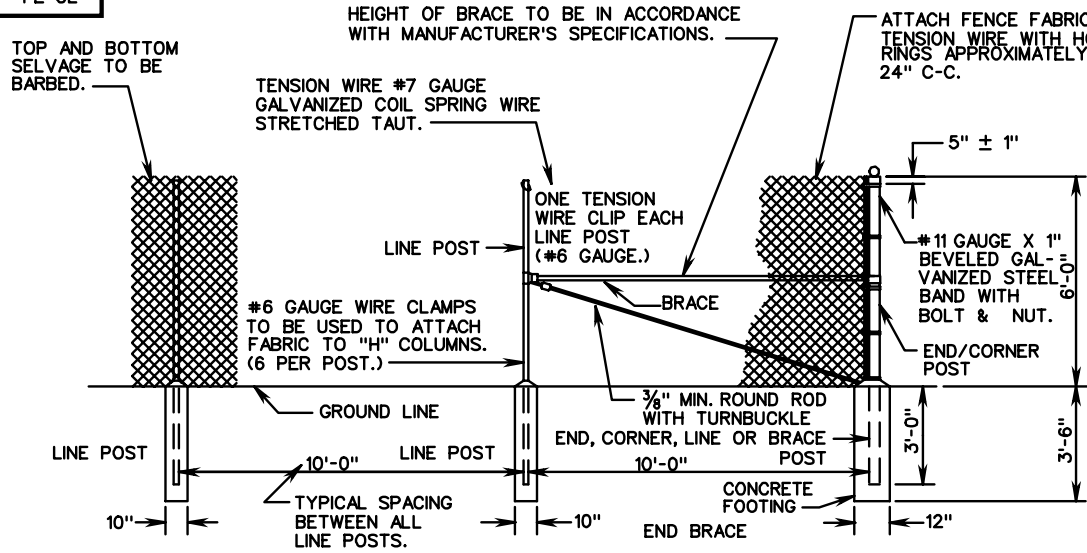 HEIGHT OF BRACE TO BE IN ACCORDANCE
WITH MANUFACTURER'S SPECIFICATIONS.
ATTACH FENCE FABRIC
TENSION WIRE WITH
RINGS APPROXIMATELY
24" C-C.
TOP AND BOTTOM
SELVAGE TO BE
BARBED.
TENSION WIRE #7 GAUGE
GALVANIZED COIL SPRING WIRE
STRETCHED TAUT.
5" ± 1"
ONE TENSION
WIRE CLIP EACH
LINE POST
(#6 GAUGE.)
LINE POST
#11 GAUGE X 1"
BEVELED GAL-
VANIZED STEEL
BAND WITH
BOLT & NUT.
6'-0"
BRACE
#6 GAUGE WIRE CLAMPS
TO BE USED TO ATTACH
FABRIC TO "H" COLUMNS.
(6 PER POST.)
END/CORNER
POST
GROUND LINE
3/8" MIN. ROUND ROD
WITH TURNBUCKLE
END, CORNER, LINE OR BRACE
POST
3'-0"
3'-6"
LINE POST
10'-0"
LINE POST
10'-0"
CONCRETE
FOOTING
TYPICAL SPACING
BETWEEN ALL
LINE POSTS.
10"
10"
END BRACE
12"